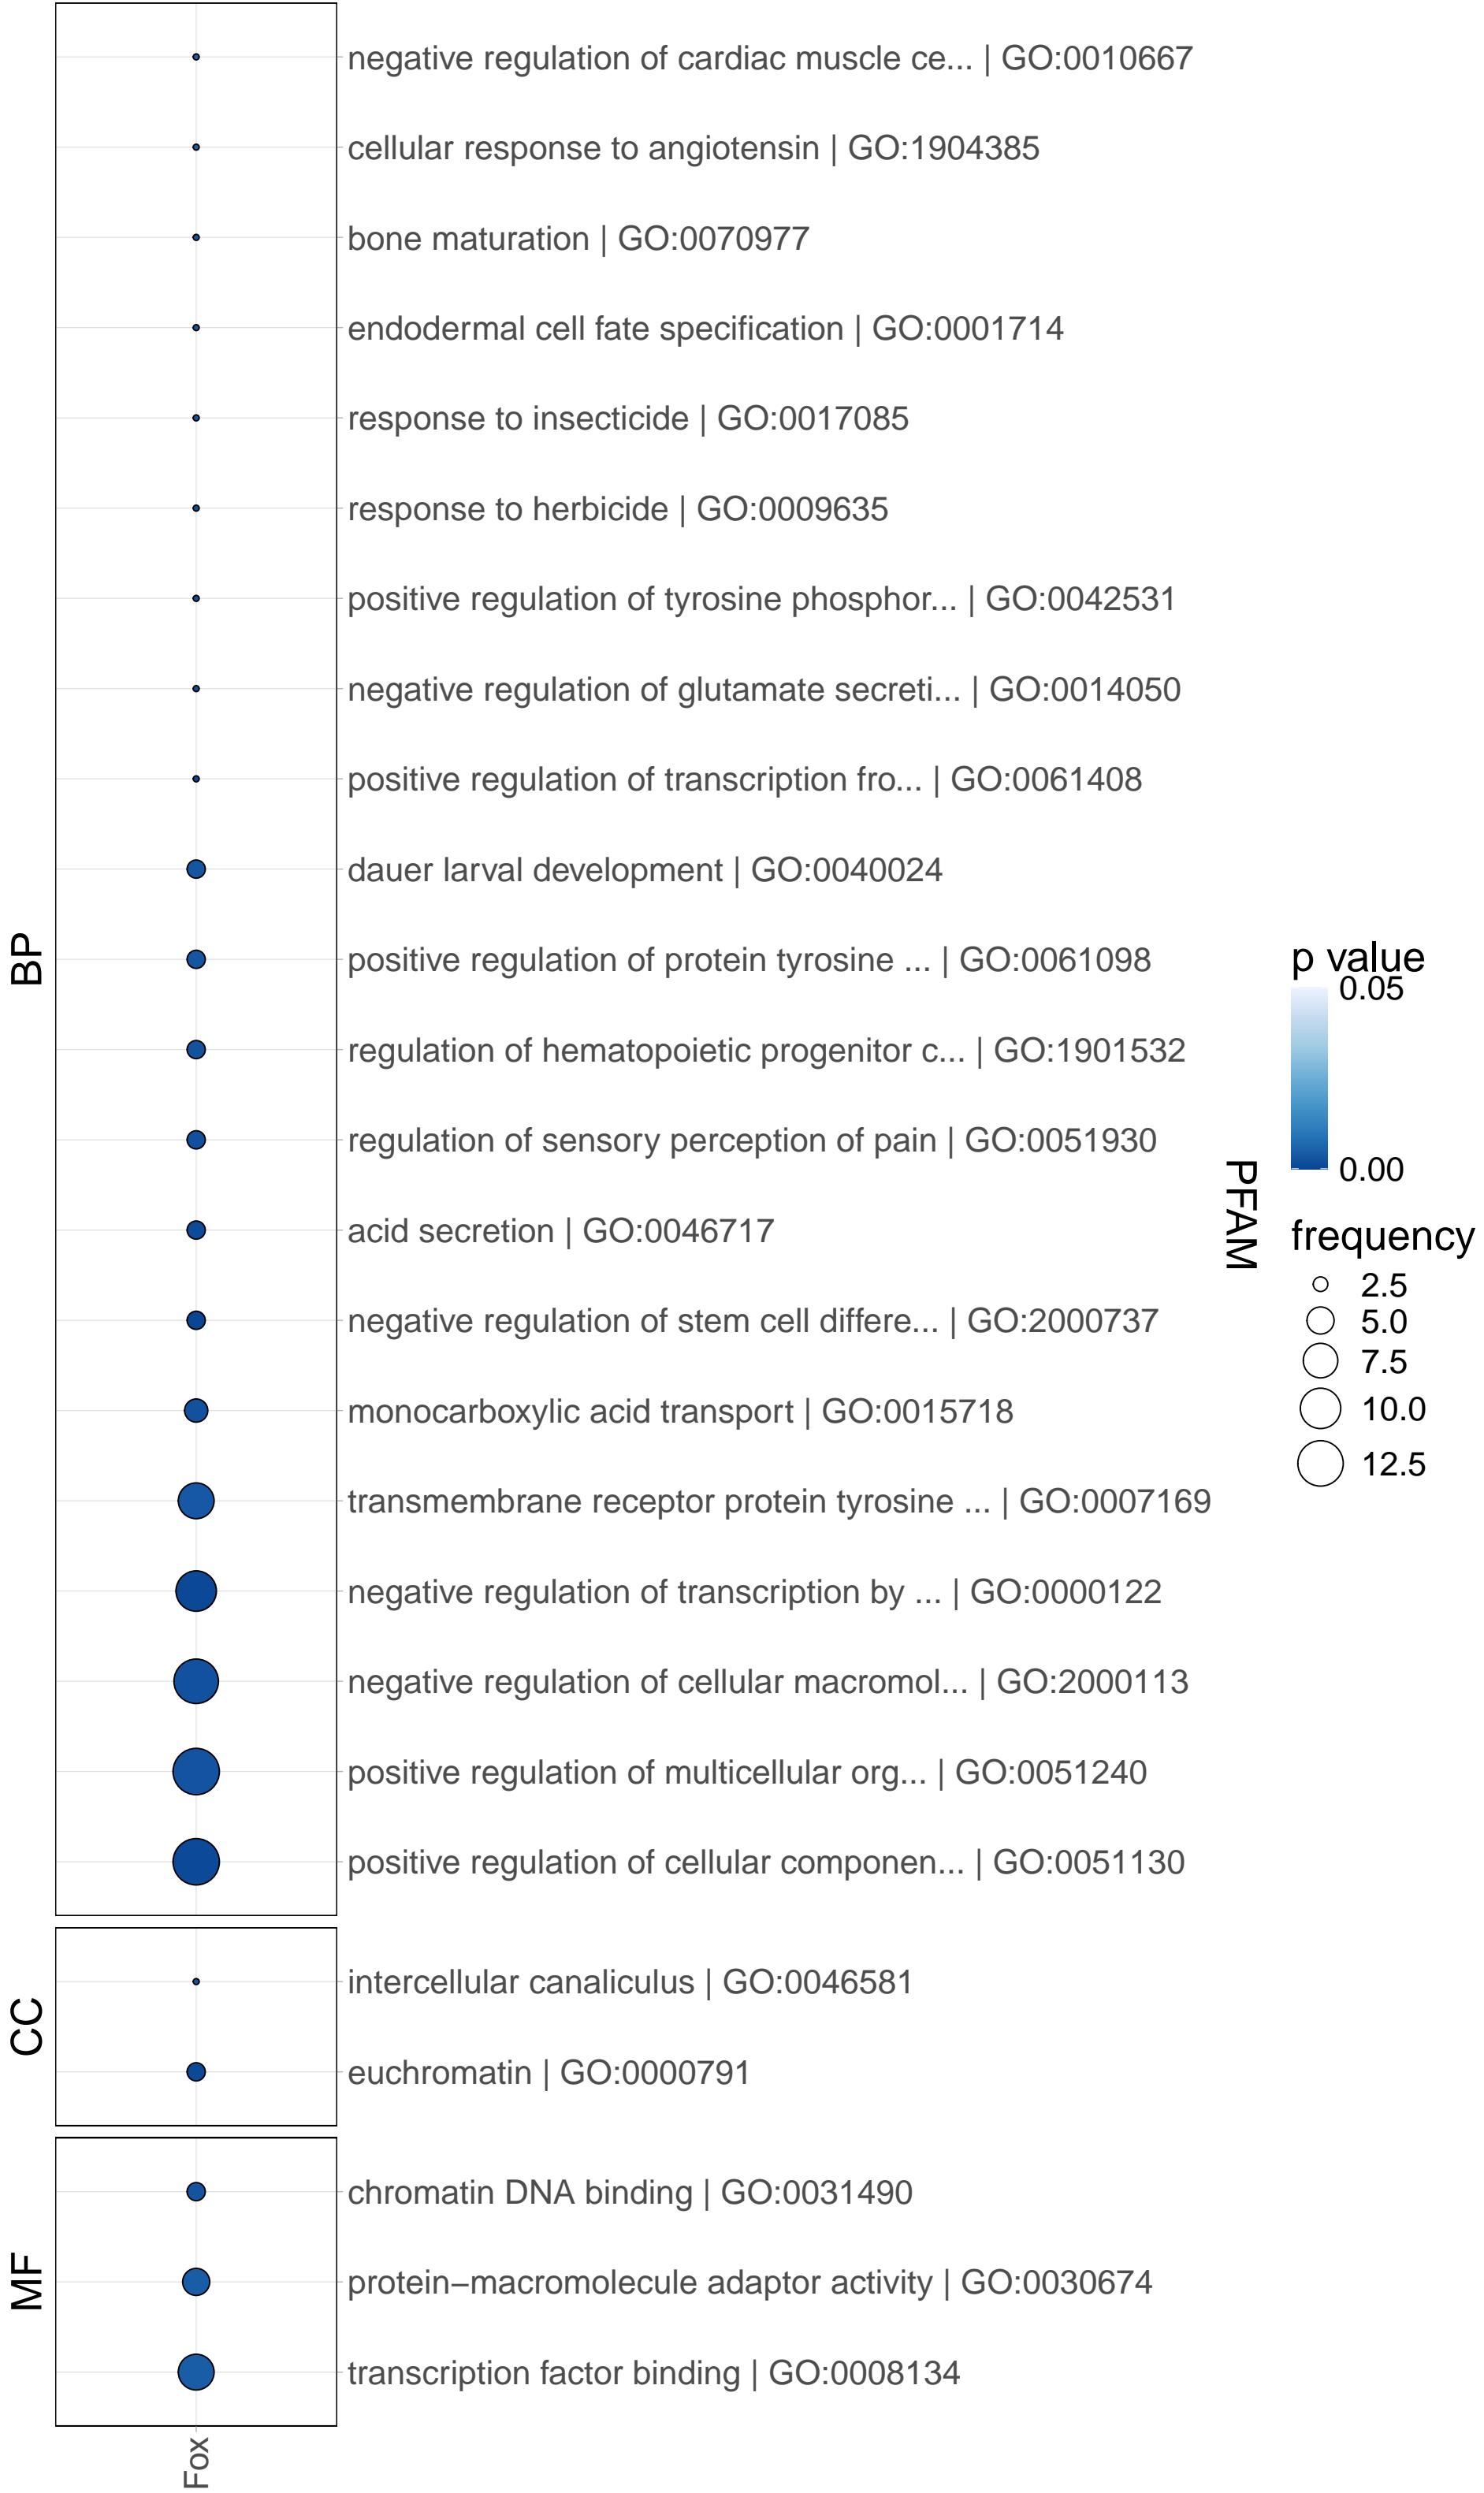 BP
negative regulation of cardiac muscle ce... | GO:0010667
cellular response to angiotensin | GO:1904385
bone maturation | GO:0070977
endodermal cell fate specification | GO:0001714
response to insecticide | GO:0017085
response to herbicide | GO:0009635
positive regulation of tyrosine phosphor... | GO:0042531
negative regulation of glutamate secreti... | GO:0014050
positive regulation of transcription fro... | GO:0061408
dauer larval development | GO:0040024
positive regulation of protein tyrosine ... | GO:0061098
regulation of hematopoietic progenitor c... | GO:1901532
regulation of sensory perception of pain | GO:0051930
acid secretion | GO:0046717
negative regulation of stem cell differe... | GO:2000737
monocarboxylic acid transport | GO:0015718
transmembrane receptor protein tyrosine ... | GO:0007169
negative regulation of transcription by ... | GO:0000122
negative regulation of cellular macromol... | GO:2000113
positive regulation of multicellular org... | GO:0051240
positive regulation of cellular componen... | GO:0051130
CC
intercellular canaliculus | GO:0046581
euchromatin | GO:0000791
MF
chromatin DNA binding | GO:0031490
protein−macromolecule adaptor activity | GO:0030674
transcription factor binding | GO:0008134
Fox
PFAM
p value
0.05
0.00
frequency
2.5
5.0
7.5
10.0
12.5